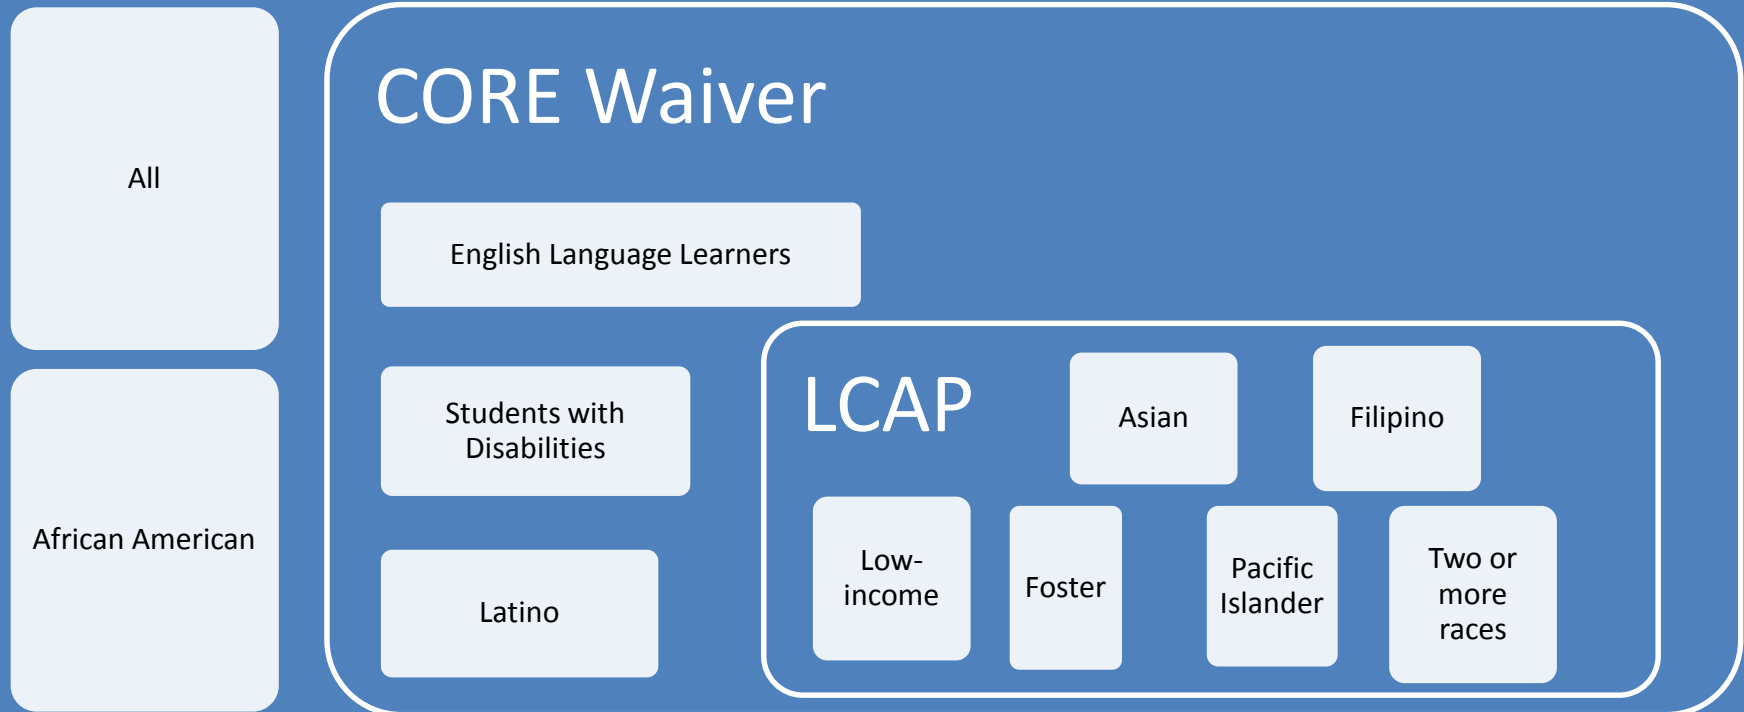 All
African American
CORE Waiver
English Language Learners
Students with
Disabilities
Latino
LCAP
Asian
Filipino
Low-
income
Foster
Pacific
Islander
Two or
more
races